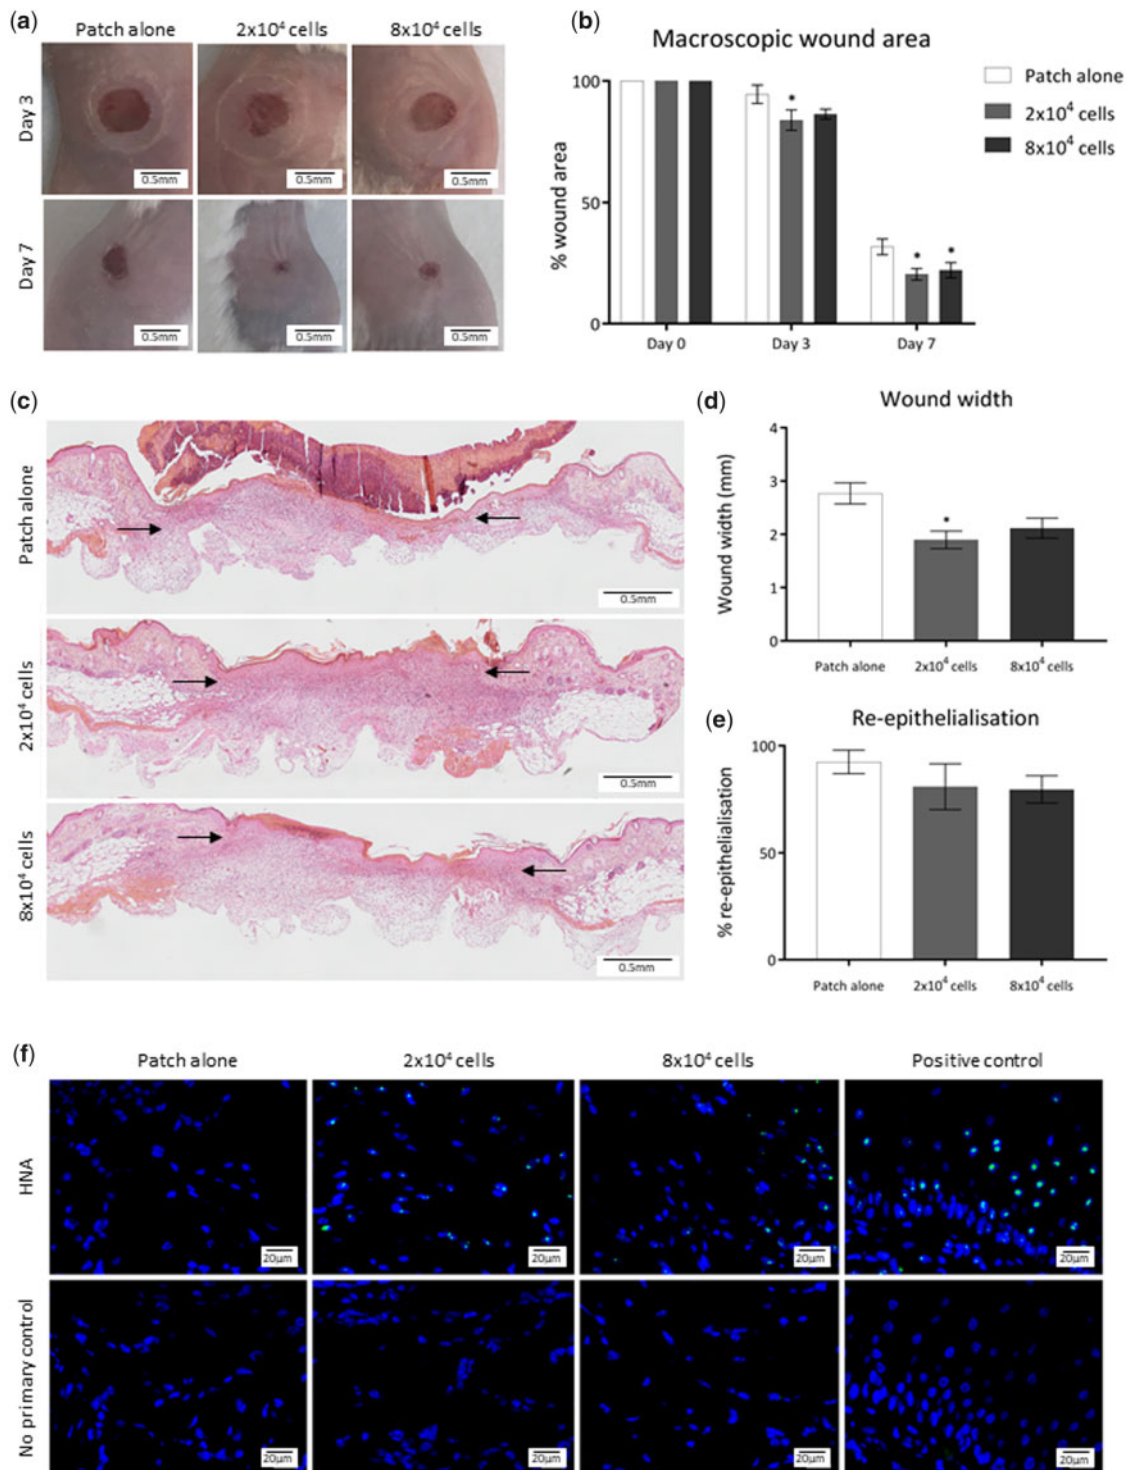 (a)
Patch alone 2x10⁴ cells 8x10⁴ cells
Day 3
0.5mm 0.5mm 0.5mm
Day 7
0.5mm 0.5mm 0.5mm
(b)
Macroscopic wound area
Patch alone
2x10⁴ cells
8x10⁴ cells
% wound area
100
50
0
*
* *
Day 0 Day 3 Day 7
(c)
Patch alone
0.5mm
2x10⁴ cells
0.5mm
8x10⁴ cells
0.5mm
(d)
Wound width
Wound width (mm)
4
3
2
1
0
*
Patch alone 2x10⁴ cells 8x10⁴ cells
(e)
Re-epithelialisation
% re-epithelialisation
100
50
0
Patch alone 2x10⁴ cells 8x10⁴ cells
(f)
Patch alone 2x10⁴ cells 8x10⁴ cells Positive control
HNA
20µm 20µm 20µm 20µm
No primary control
20µm 20µm 20µm 20µm